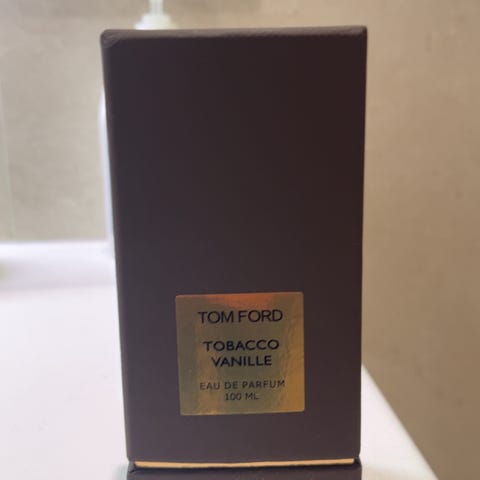 TOM FORD
TOBACCO
VANILLE
EAU DE PARFUM
100 ML